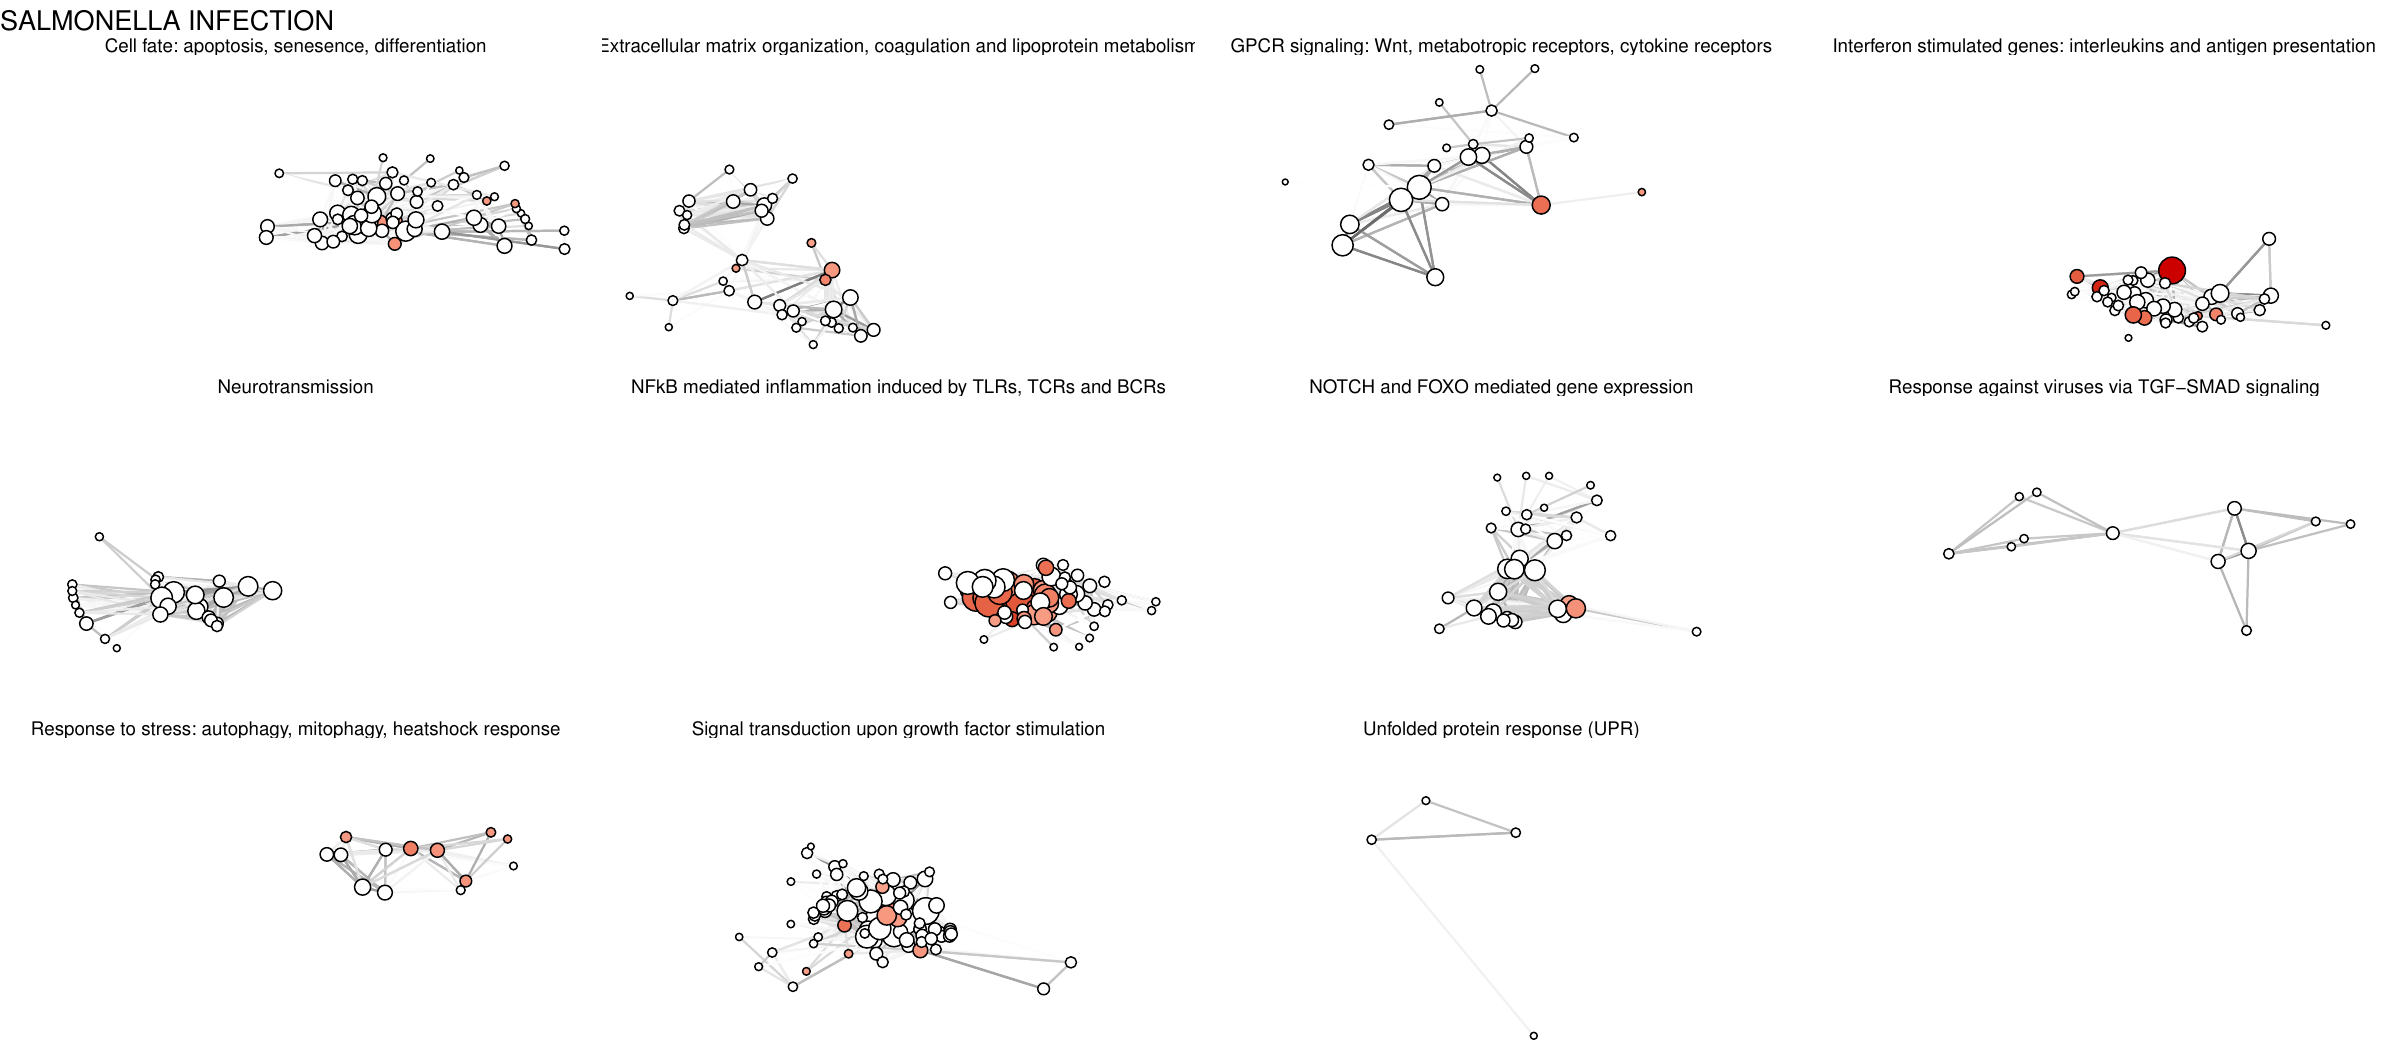 SALMONELLA INFECTION
Cell fate: apoptosis, senesence, differentiation
Extracellular matrix organization, coagulation and lipoprotein metabolism
GPCR signaling: Wnt, metabotropic receptors, cytokine receptors
Interferon stimulated genes: interleukins and antigen presentation
Neurotransmission
NFkB mediated inflammation induced by TLRs, TCRs and BCRs
NOTCH and FOXO mediated gene expression
Response against viruses via TGF−SMAD signaling
Response to stress: autophagy, mitophagy, heatshock response
Signal transduction upon growth factor stimulation
Unfolded protein response (UPR)